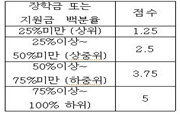 장학금 또는
지원금 백분율
점수
25%미만 (상위)
1.25
25%이상~
50%미만 (상중위)
2.5
50%이상~
75%미만 (하중위)
3.75
75%이상~
100% 하위)
5